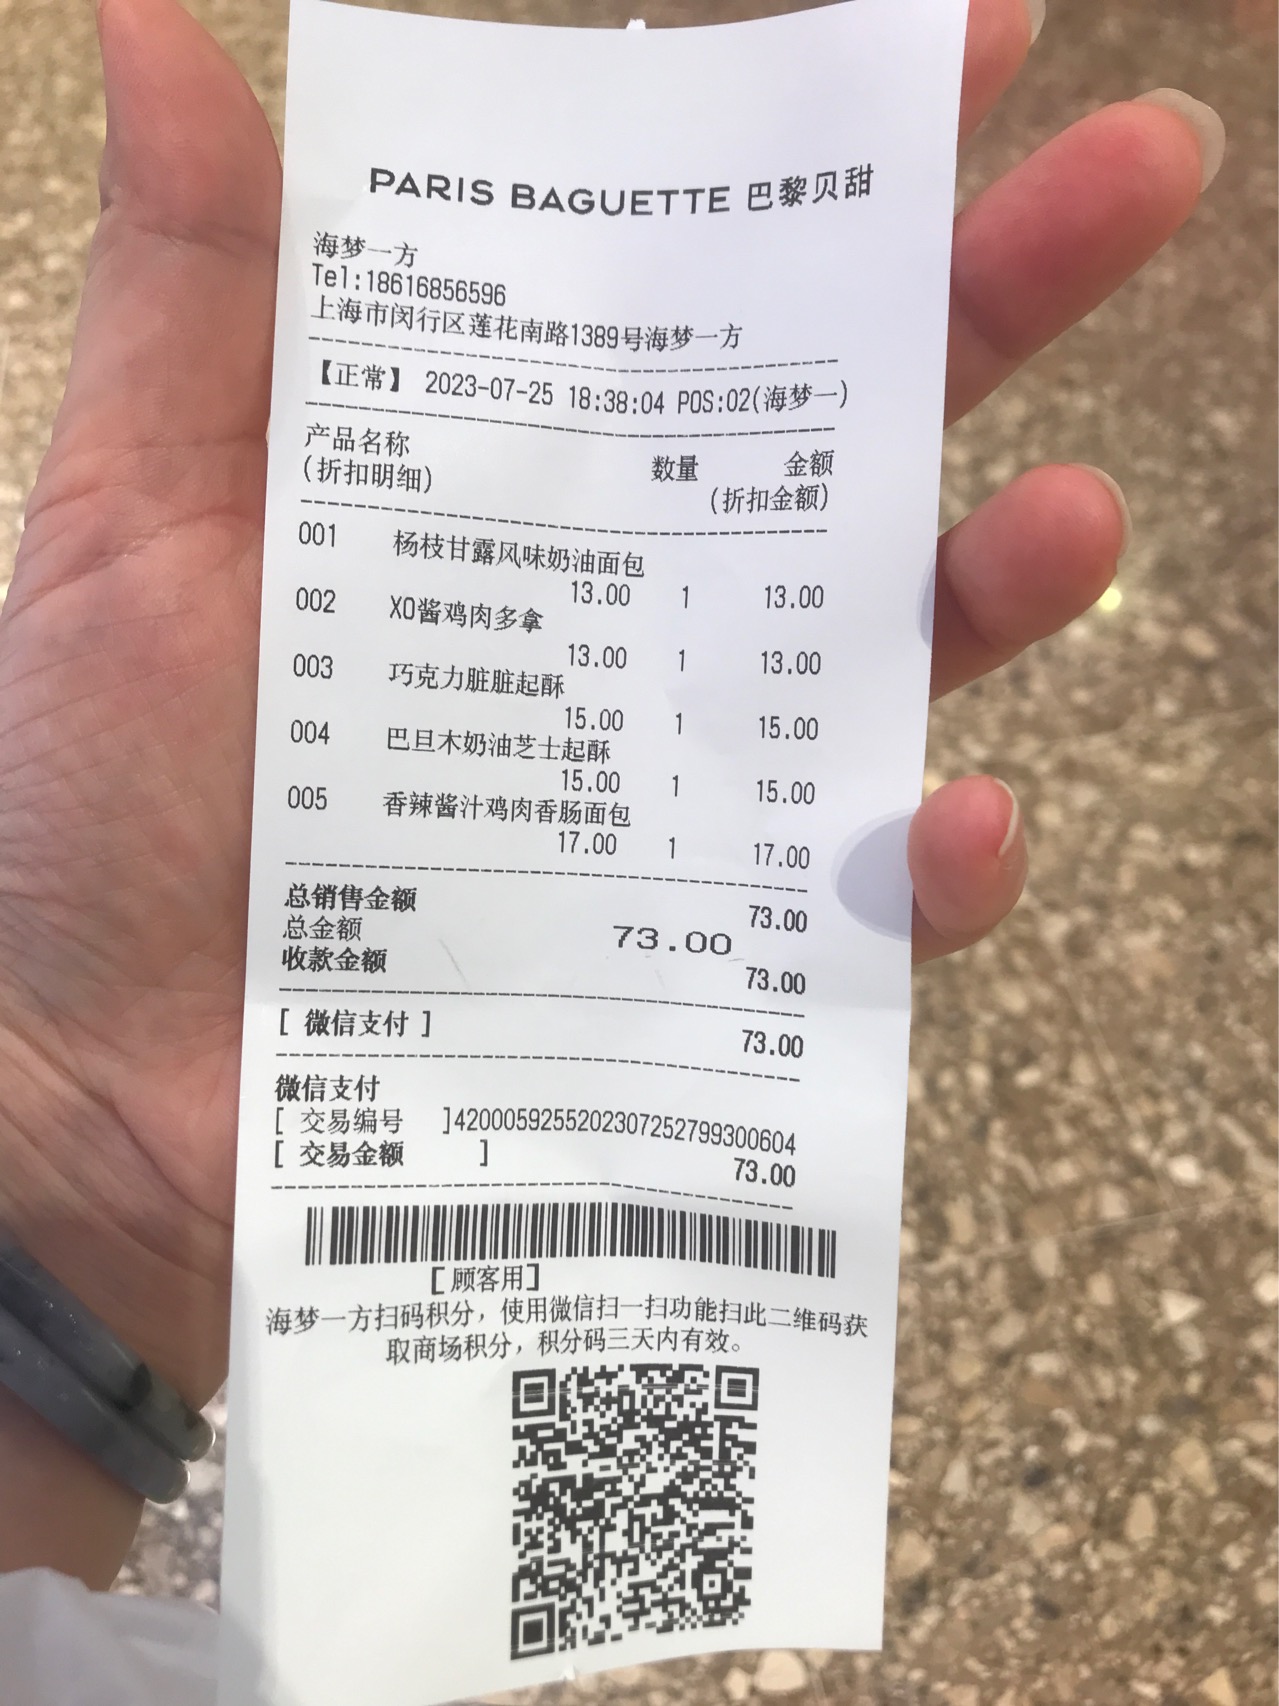 PARIS BAGUETTE 巴黎贝甜
海梦一方
Tel:18616856596
上海市闵行区莲花南路1389号海梦一方
【正常】 2023-07-25 18:38:04 POS:02(海梦一)
产品名称 数量 金额
(折扣明细) (折扣金额)
001 杨枝甘露风味奶油面包
13.00 1 13.00
002 XO酱鸡肉多拿
13.00 1 13.00
003 巧克力脏脏起酥
15.00 1 15.00
004 巴旦木奶油芝士起酥
15.00 1 15.00
005 香辣酱汁鸡肉香肠面包
17.00 1 17.00
总销售金额 73.00
总金额 73.00
收款金额 73.00
[ 微信支付 ] 73.00
微信支付
[ 交易编号 ]4200059255202307252799300604
[ 交易金额 ] 73.00
[顾客用]
海梦一方扫码积分，使用微信扫一扫功能扫此二维码获
取商场积分，积分码三天内有效。